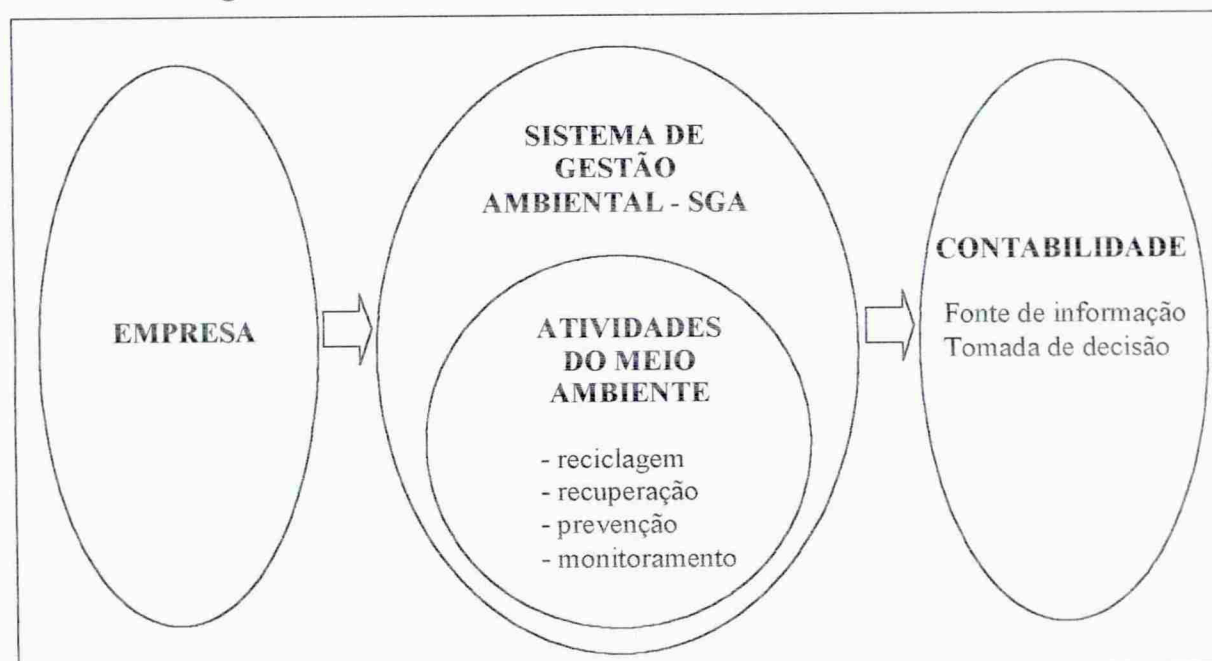 EMPRESA
SISTEMA DE
GESTÃO
AMBIENTAL - SGA
ATIVIDADES
DO MEIO
AMBIENTE
- reciclagem
- recuperação
- prevenção
- monitoramento
CONTABILIDADE
Fonte de informação
Tomada de decisão